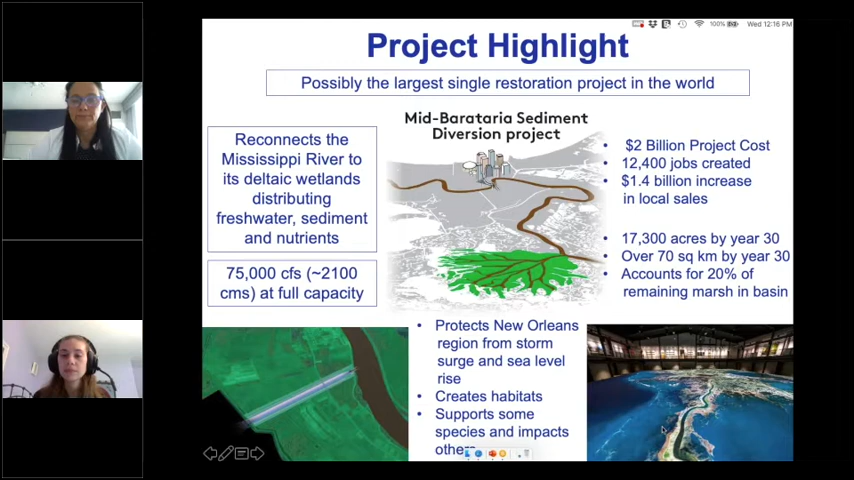 100%
Wed 12:16 PM
Project Highlight
Possibly the largest single restoration project in the world
Mid-Barataria Sediment
Diversion project
Reconnects the
Mississippi River to
its deltaic wetlands
distributing
freshwater, sediment
and nutrients
75,000 cfs (~2100
cms) at full capacity
• $2 Billion Project Cost
• 12,400 jobs created
• $1.4 billion increase
in local sales
• 17,300 acres by year 30
• Over 70 sq km by year 30
• Accounts for 20% of
remaining marsh in basin
• Protects New Orleans
region from storm
surge and sea level
rise
• Creates habitats
• Supports some
species and impacts
others